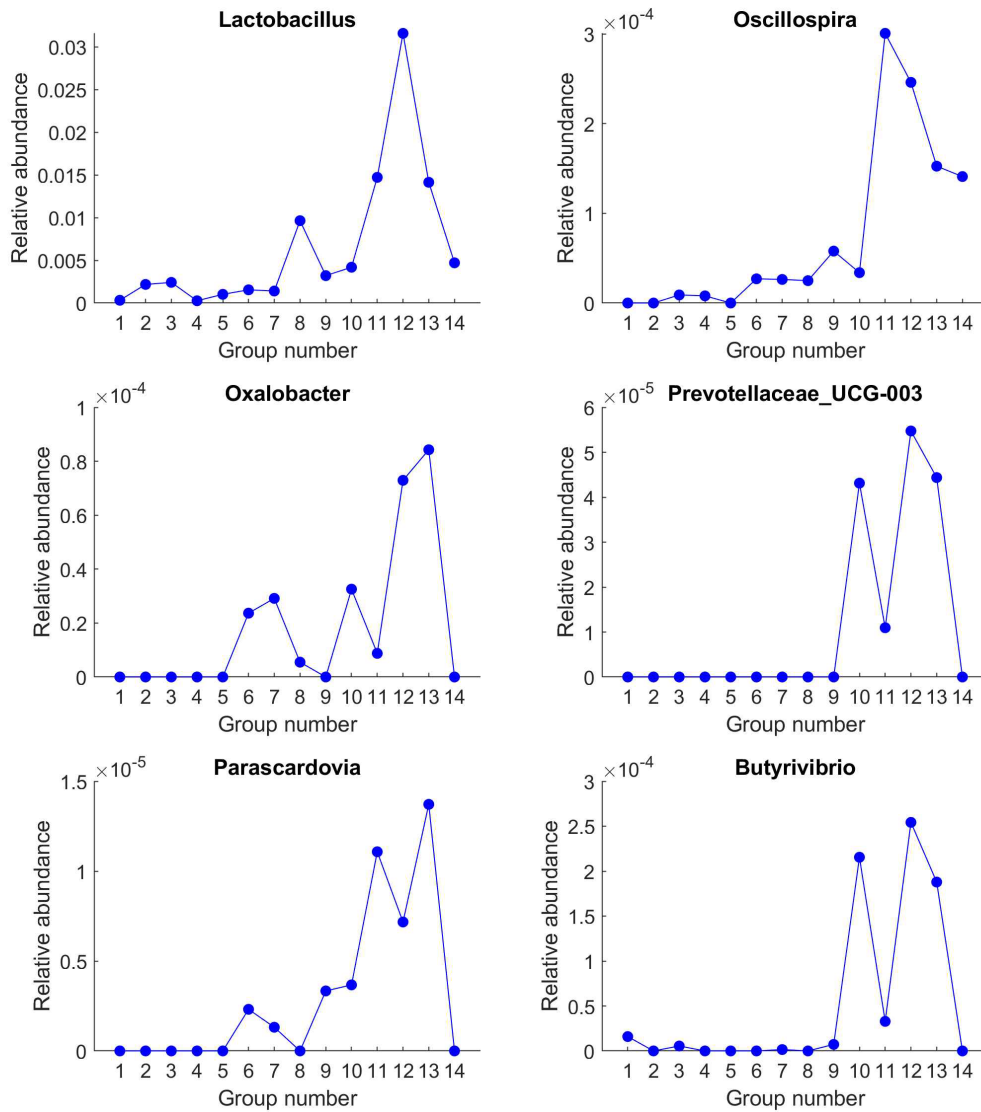 Lactobacillus
0.03
0.025
0.02
0.015
0.01
0.005
0
Relative abundance
1 2 3 4 5 6 7 8 9 10 11 12 13 14
Group number
×10⁻⁴
Oscillospira
3
2
1
0
Relative abundance
1 2 3 4 5 6 7 8 9 10 11 12 13 14
Group number
×10⁻⁴
Oxalobacter
1
0.8
0.6
0.4
0.2
0
Relative abundance
1 2 3 4 5 6 7 8 9 10 11 12 13 14
Group number
×10⁻⁵
Prevotellaceae_UCG-003
6
5
4
3
2
1
0
Relative abundance
1 2 3 4 5 6 7 8 9 10 11 12 13 14
Group number
×10⁻⁵
Parascardovia
1.5
1
0.5
0
Relative abundance
1 2 3 4 5 6 7 8 9 10 11 12 13 14
Group number
×10⁻⁴
Butyrivibrio
3
2.5
2
1.5
1
0.5
0
Relative abundance
1 2 3 4 5 6 7 8 9 10 11 12 13 14
Group number